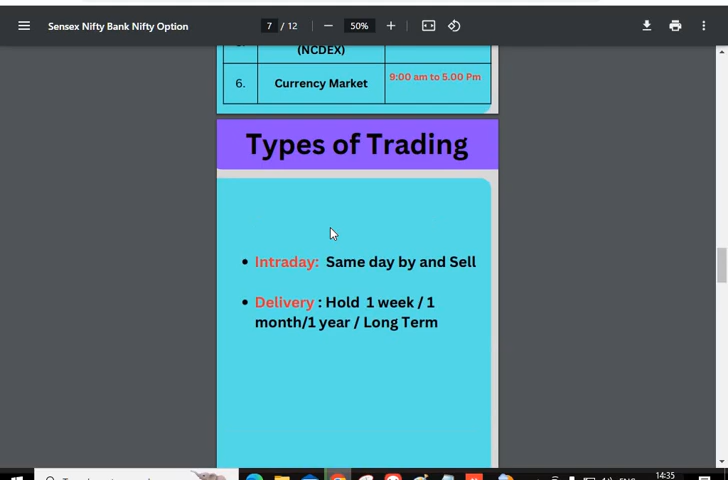 Sensex Nifty Bank Nifty Option
7 / 12
50%
(NCDEX)
6.
Currency Market
9:00 am to 5.00 Pm
Types of Trading
• Intraday: Same day by and Sell
• Delivery : Hold 1 week / 1
month/1 year / Long Term
14:35